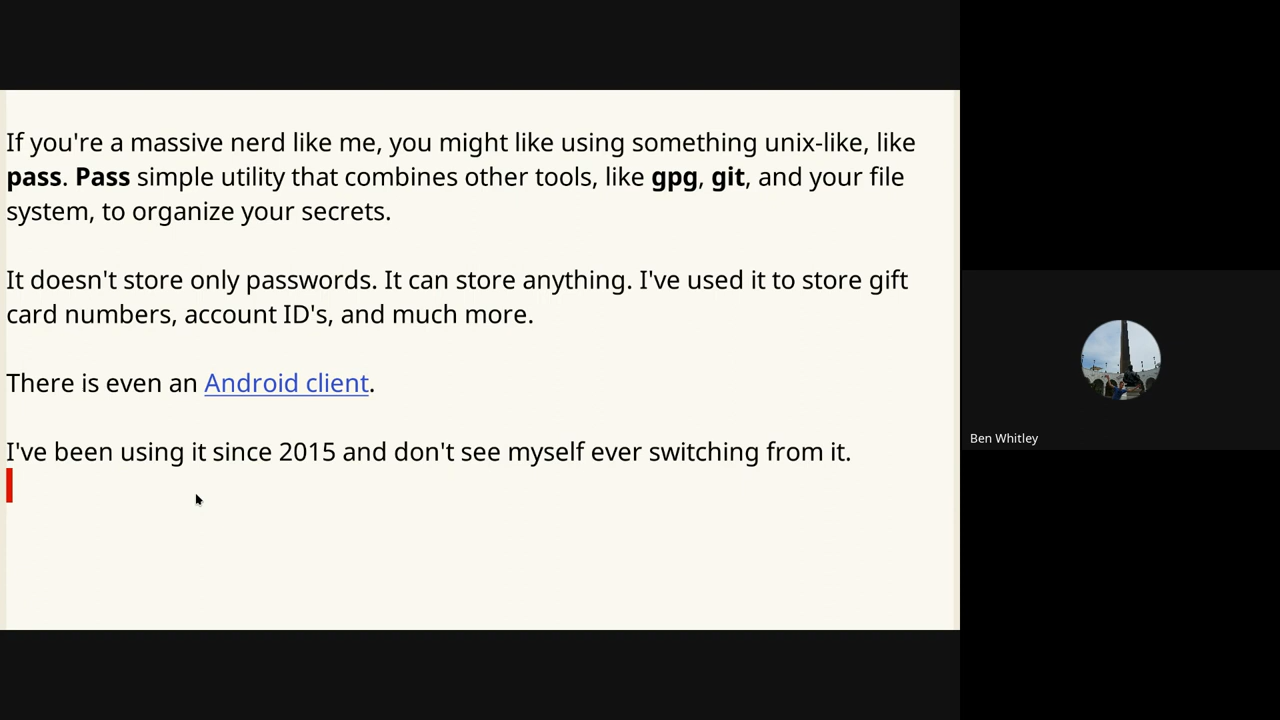 If you're a massive nerd like me, you might like using something unix-like, like
pass. Pass simple utility that combines other tools, like gpg, git, and your file
system, to organize your secrets.
It doesn't store only passwords. It can store anything. I've used it to store gift
card numbers, account ID's, and much more.
There is even an Android client.
I've been using it since 2015 and don't see myself ever switching from it.
Ben Whitley